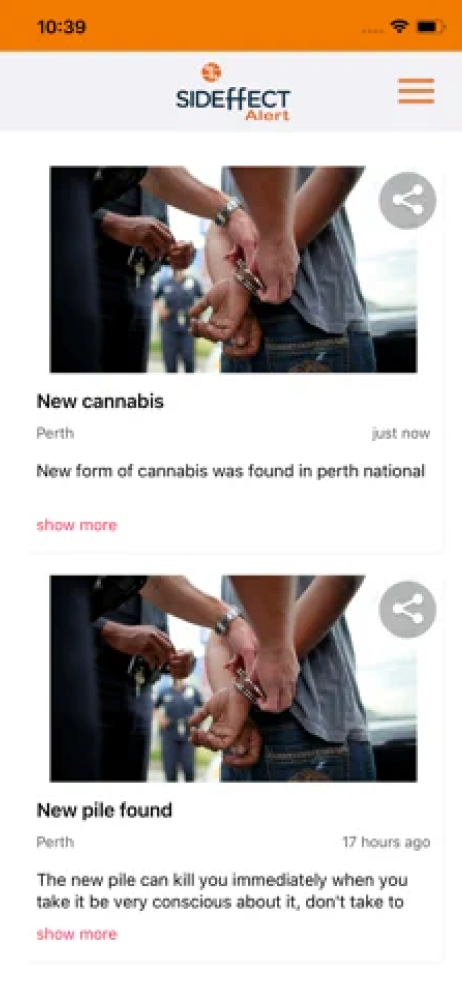 10:39
SIDEffECT
Alert
New cannabis
Perth
just now
New form of cannabis was found in perth national
show more
New pile found
Perth
17 hours ago
The new pile can kill you immediately when you
take it be very conscious about it, don't take to
show more